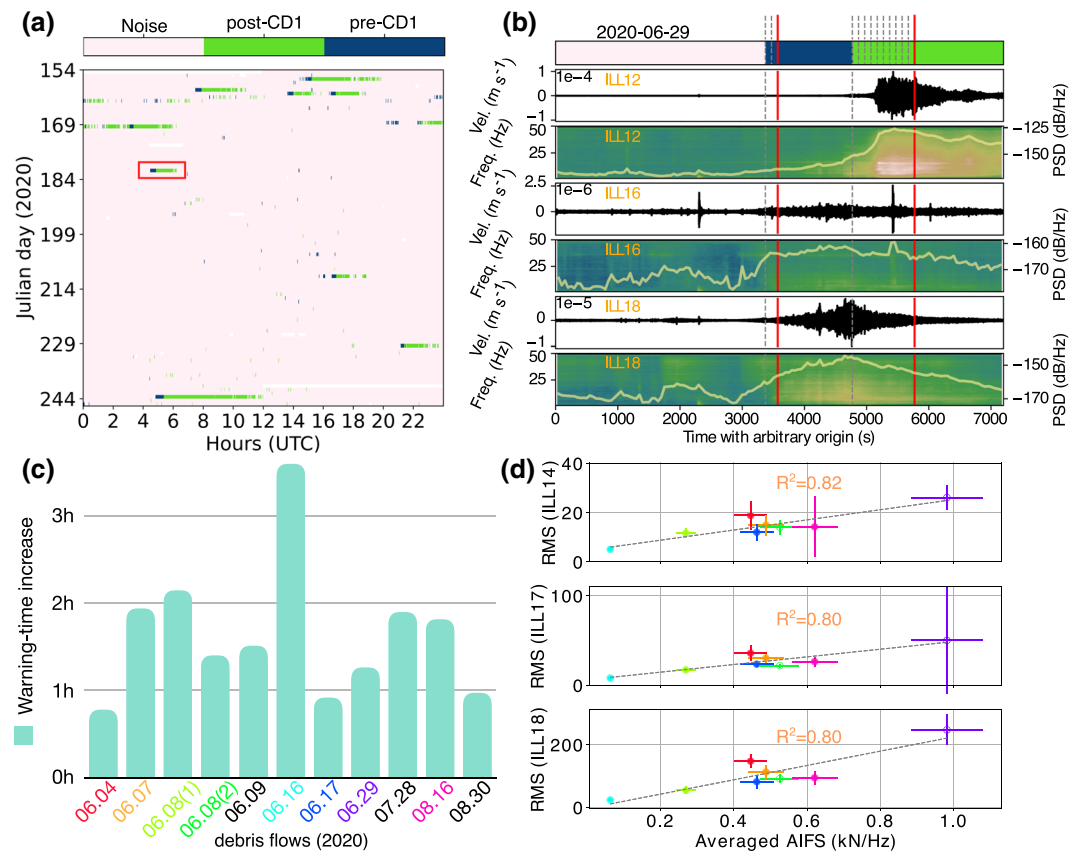 (a)
Noise post-CD1 pre-CD1
Julian day (2020)
154
169
184
199
214
229
244
0 2 4 6 8 10 12 14 16 18 20 22
Hours (UTC)
(b)
2020-06-29
Vel. (m s⁻¹)
1
0
−1
1e−4
ILL12
Freq. (Hz)
50
25
ILL12
−125
−150
PSD (dB/Hz)
Vel. (m s⁻¹)
2.5
0
1e−6
ILL16
Freq. (Hz)
50
25
ILL16
−160
−170
PSD (dB/Hz)
Vel. (m s⁻¹)
1
0
1e−5
ILL18
Freq. (Hz)
50
25
ILL18
−150
−170
PSD (dB/Hz)
0 1000 2000 3000 4000 5000 6000 7000
Time with arbitrary origin (s)
(c)
Warning-time increase
3h
2h
1h
0h
06.04 06.07 06.08(1) 06.08(2) 06.09 06.16 06.17 06.29 07.28 08.16 08.30
debris flows (2020)
(d)
RMS (ILL14)
40
20
0
R²=0.82
RMS (ILL17)
100
0
R²=0.80
RMS (ILL18)
200
0
R²=0.80
0.2 0.4 0.6 0.8 1.0
Averaged AIFS (kN/Hz)